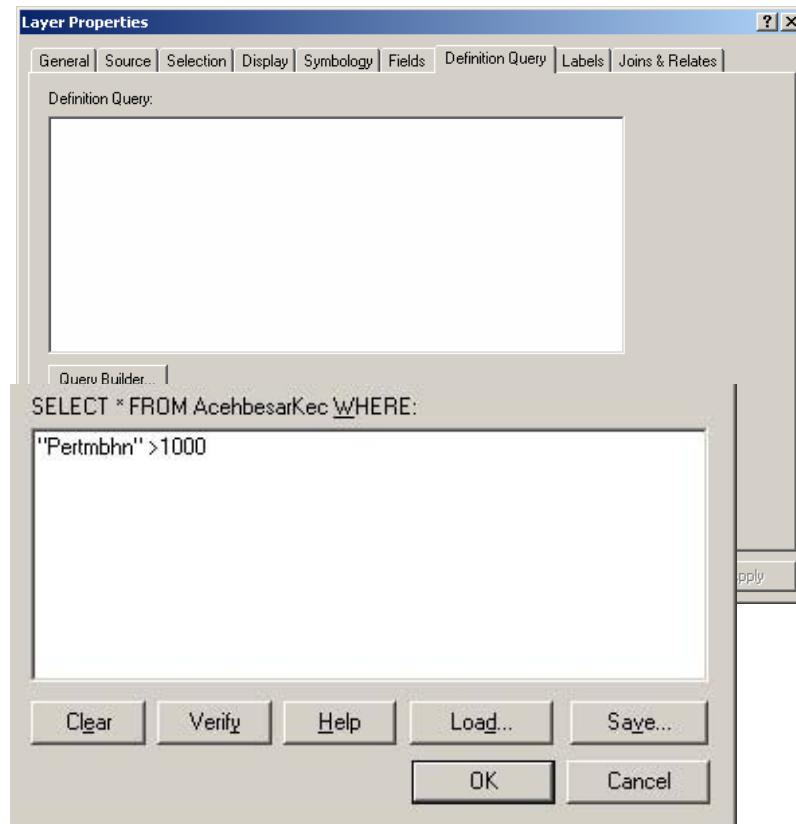 Layer Properties
General Source Selection Display Symbology Fields Definition Query Labels Joins & Relates
Definition Query:
Query Builder...
SELECT * FROM AcehbesarKec WHERE:
"Pertmbhn" >1000
pply
Clear Verify Help Load... Save...
OK Cancel